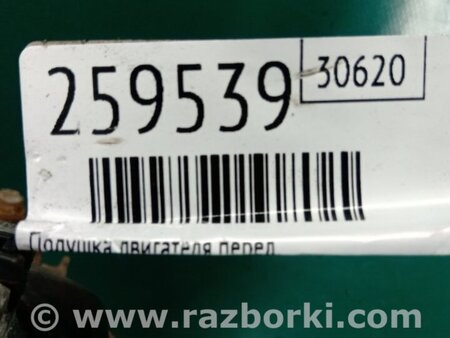 259539
30620
Подушка двигателя перед
© www.razborki.com